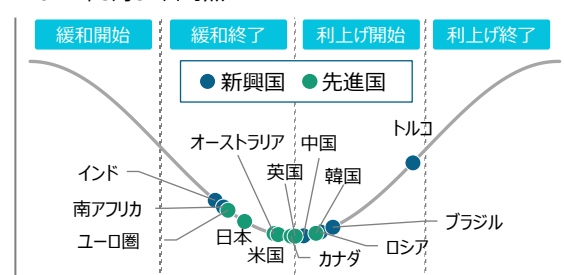 緩和開始 緩和終了 利上げ開始 利上げ終了
新興国 先進国
トルコ
オーストラリア 中国
インド 英国 韓国
南アフリカ ブラジル
ユーロ圏 日本 ロシア
米国 カナダ